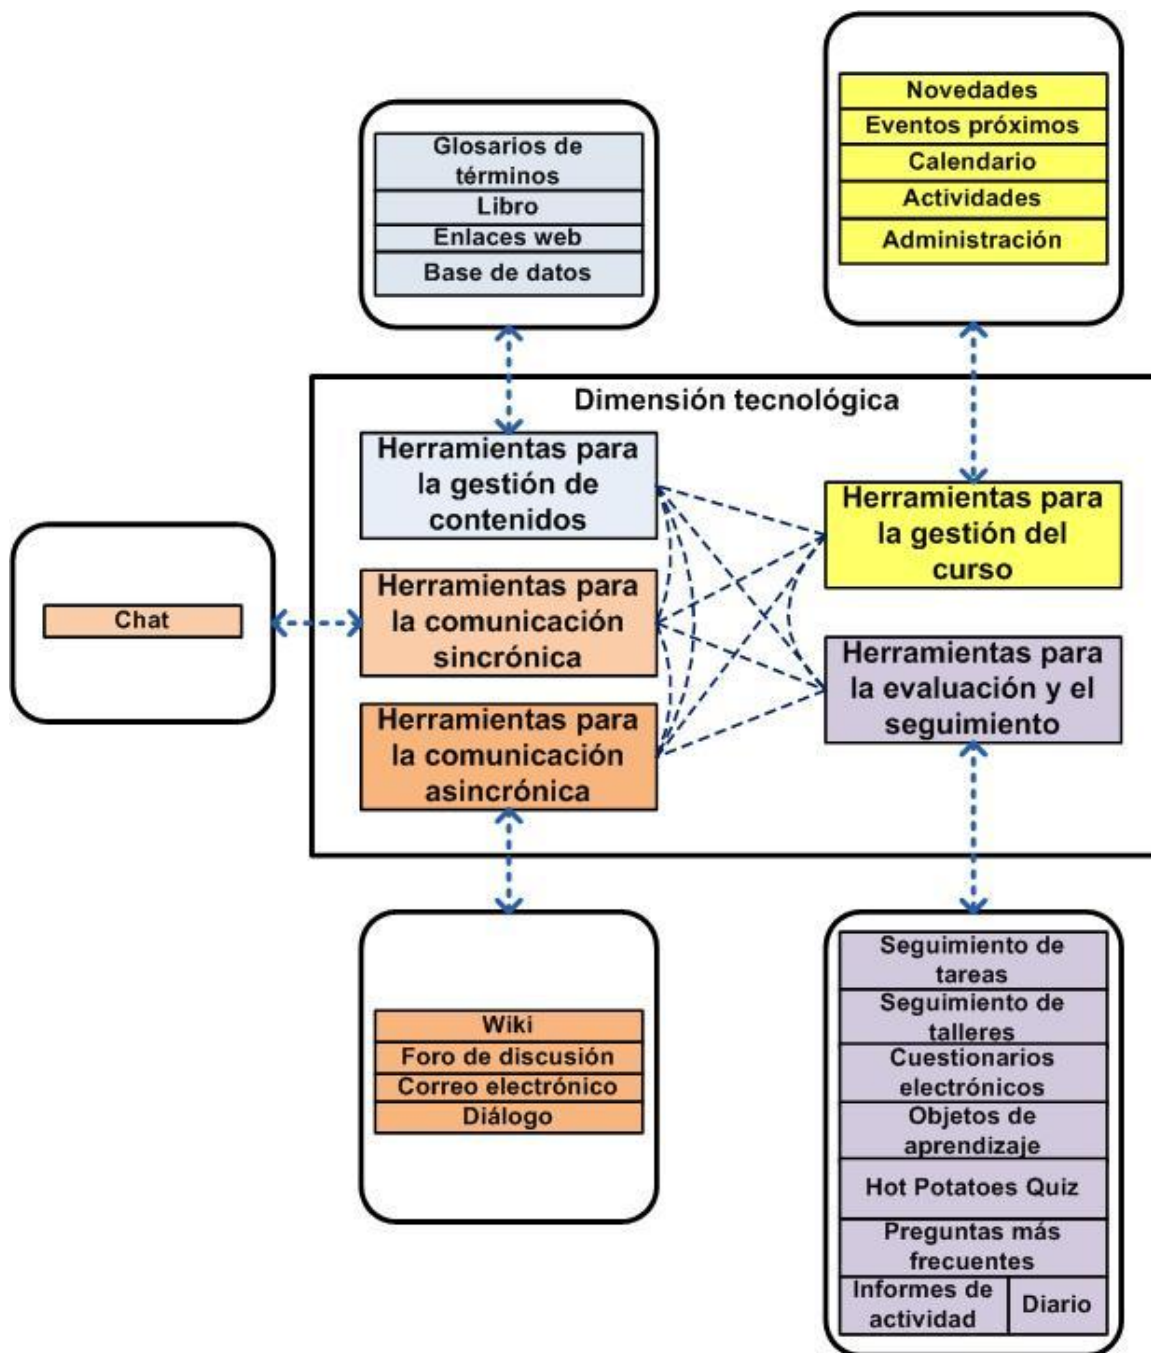 Novedades
Eventos próximos
Calendario
Actividades
Administración
Glosarios de
términos
Libro
Enlaces web
Base de datos
Dimensión tecnológica
Herramientas para
la gestión de
contenidos
Herramientas para
la gestión del
curso
Chat
Herramientas para
la comunicación
sincrónica
Herramientas para
la evaluación y el
seguimiento
Herramientas para
la comunicación
asincrónica
Wiki
Foro de discusión
Correo electrónico
Diálogo
Seguimiento de
tareas
Seguimiento de
talleres
Cuestionarios
electrónicos
Objetos de
aprendizaje
Hot Potatoes Quiz
Preguntas más
frecuentes
Informes de
actividad
Diario